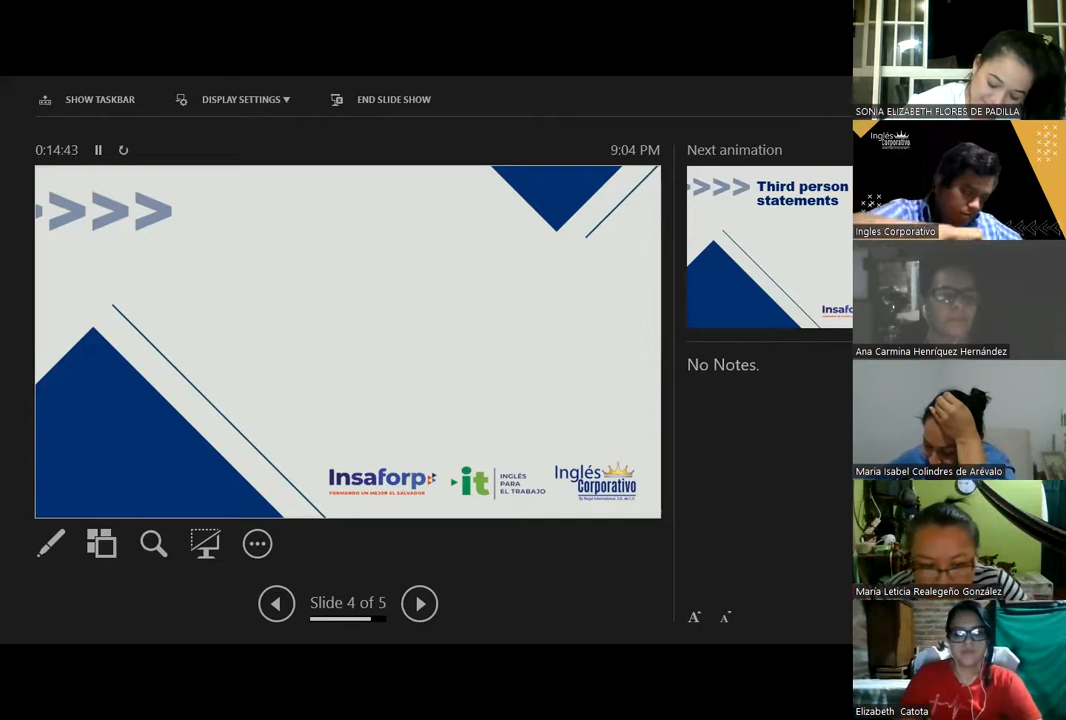 SHOW TASKBAR
DISPLAY SETTINGS ▼
END SLIDE SHOW
0:14:43
9:04 PM
>>>
Insaforp
FORMANDO UN MEJOR EL SALVADOR
it
INGLÉS
PARA
EL TRABAJO
Inglés
Corporativo
Slide 4 of 5
Next animation
>>>
Third person
statements
Insafo
No Notes.
A A
SONIA ELIZABETH FLORES DE PADILLA
Inglés
Corporativo
Ingles Corporativo
Ana Carmina Henríquez Hernández
Maria Isabel Colindres de Arévalo
María Leticia Realegeño González
Elizabeth Catota